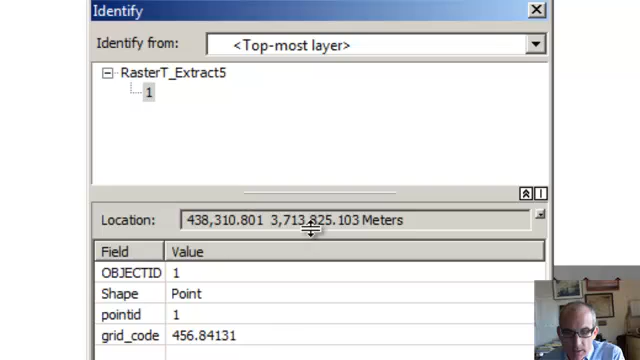 Identify
Identify from: <Top-most layer>
RasterT_Extract5
1
Location: 438,310.801 3,713,825.103 Meters
Field Value
OBJECTID 1
Shape Point
pointid 1
grid_code 456.84131